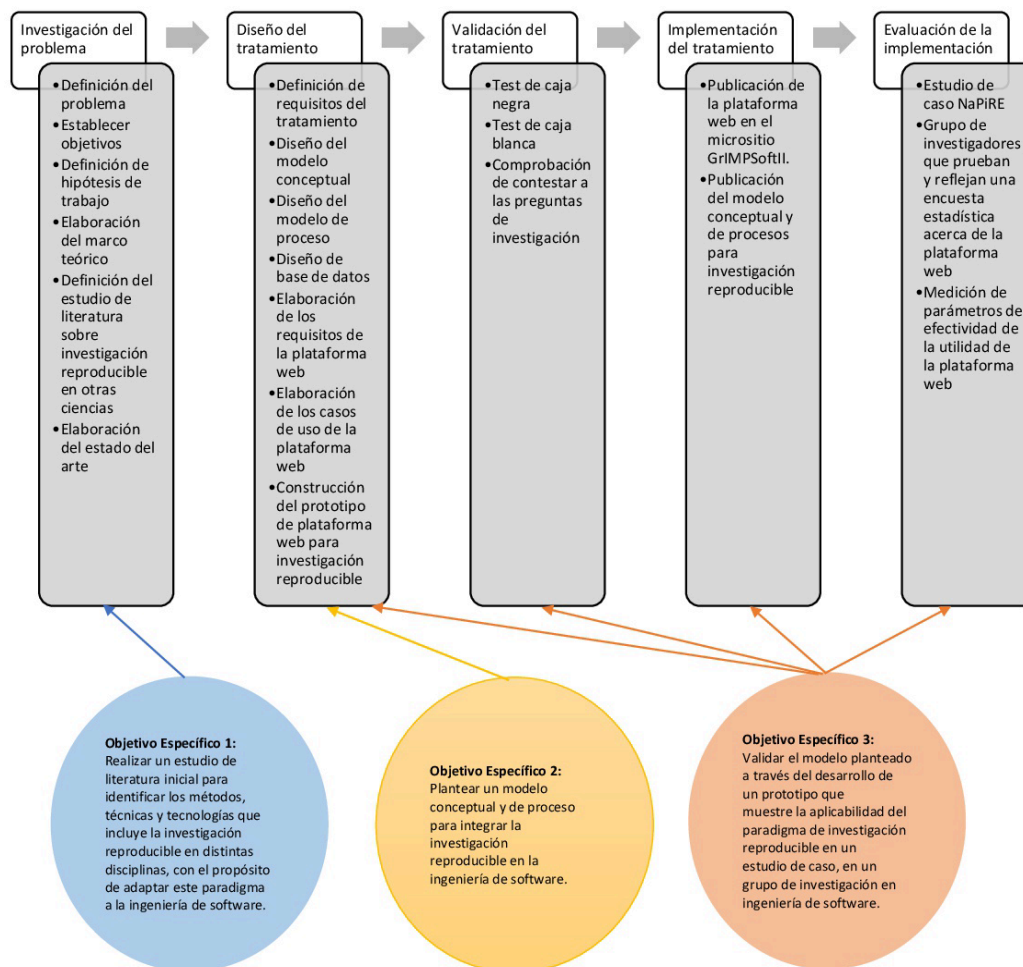 Investigación del
problema
Diseño del
tratamiento
Validación del
tratamiento
Implementación
del tratamiento
Evaluación de la
implementación
•Definición del
problema
•Establecer
objetivos
•Definición de
hipótesis de
trabajo
•Elaboración
del marco
teórico
•Definición del
estudio de
literatura
sobre
investigación
reproducible
en otras
ciencias
•Elaboración
del estado del
arte
•Definición de
requisitos del
tratamiento
•Diseño del
modelo
conceptual
•Diseño del
modelo de
proceso
•Diseño de
base de datos
•Elaboración
de los
requisitos de
la plataforma
web
•Elaboración
de los casos
de uso de la
plataforma
web
•Construcción
del prototipo
de plataforma
web para
investigación
reproducible
•Test de caja
negra
•Test de caja
blanca
•Comprobación
de contestar a
las preguntas
de
investigación
•Publicación de
la plataforma
web en el
micrositio
GrIMPSoftII.
•Publicación
del modelo
conceptual y
de procesos
para
investigación
reproducible
•Estudio de
caso NaPiRE
•Grupo de
investigadores
que prueban
y reflejan una
encuesta
estadística
acerca de la
plataforma
web
•Medición de
parámetros de
efectividad de
la utilidad de
la plataforma
web
Objetivo Específico 1:
Realizar un estudio de
literatura inicial para
identificar los métodos,
técnicas y tecnologías que
incluye la investigación
reproducible en distintas
disciplinas, con el propósito
de adaptar este paradigma
a la ingeniería de software.
Objetivo Específico 2:
Plantear un modelo
conceptual y de proceso
para integrar la
investigación
reproducible en la
ingeniería de software.
Objetivo Específico 3:
Validar el modelo planteado
a través del desarrollo de
un prototipo que
muestre la aplicabilidad del
paradigma de investigación
reproducible en un
estudio de caso, en un
grupo de investigación en
ingeniería de software.